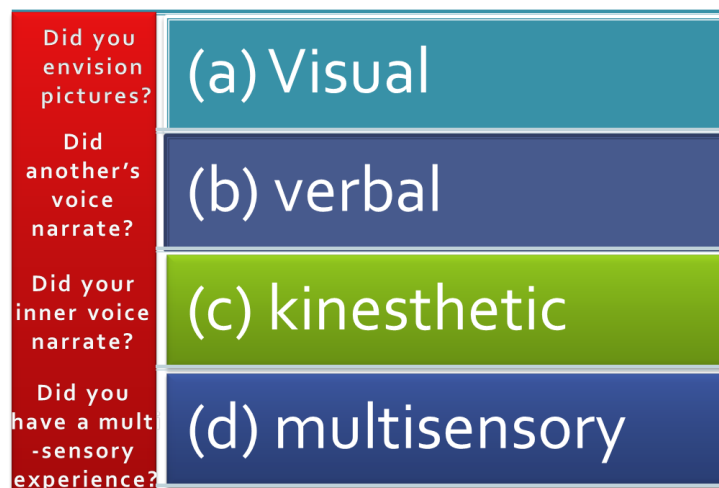 Did you
envision
pictures?
(a) Visual
Did
another's
voice
narrate?
(b) verbal
Did your
inner voice
narrate?
(c) kinesthetic
Did you
have a multi
-sensory
experience?
(d) multisensory